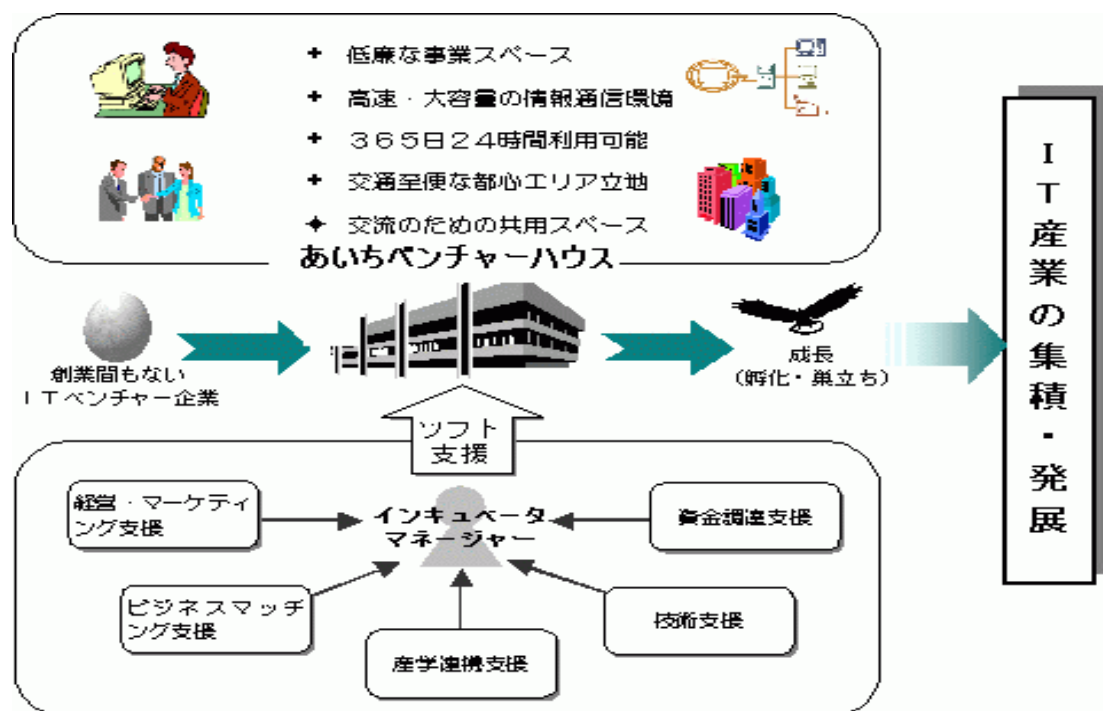 低廉な事業スペース
高速・大容量の情報通信環境
365日24時間利用可能
交通至便な都心エリア立地
交流のための共用スペース
あいちベンチャーハウス
創業間もない
ITベンチャー企業
成長
(孵化・巣立ち)
IT産業の集積・発展
ソフト
支援
経営・マーケティ
ング支援
インキュベータ
マネージャー
資金調達支援
ビジネスマッチ
ング支援
産学連携支援
技術支援